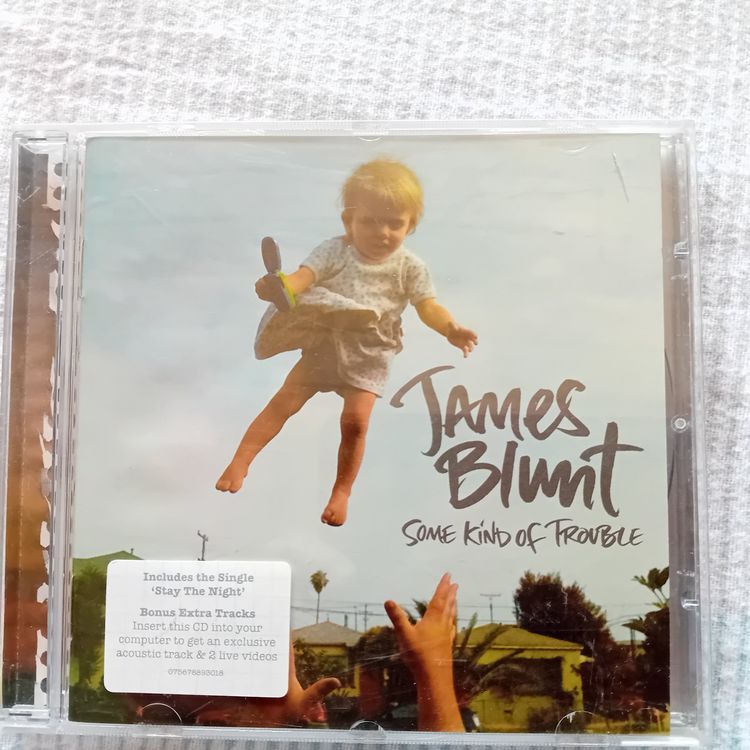 JAMES
BLUNT
SOME KIND OF TROUBLE
Includes the Single
'Stay The Night'
Bonus Extra Tracks
Insert this CD into your
computer to get an exclusive
acoustic track & 2 live videos
075678893018